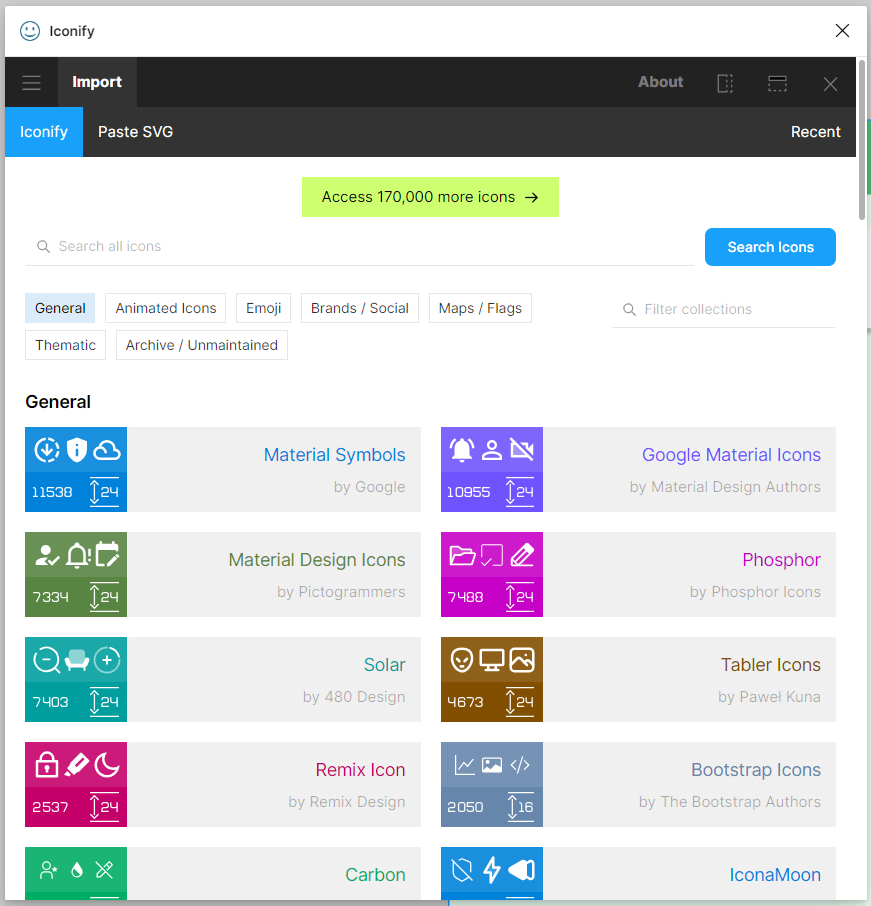 Iconify
Import
About
Iconify
Paste SVG
Recent
Access 170,000 more icons →
Search all icons
Search Icons
General
Animated Icons
Emoji
Brands / Social
Maps / Flags
Filter collections
Thematic
Archive / Unmaintained
General
Material Symbols
by Google
11538
24
Google Material Icons
by Material Design Authors
10955
24
Material Design Icons
by Pictogrammers
7334
24
Phosphor
by Phosphor Icons
7488
24
Solar
by 480 Design
7403
24
Tabler Icons
by Paweł Kuna
4673
24
Remix Icon
by Remix Design
2537
24
Bootstrap Icons
by The Bootstrap Authors
2050
16
Carbon
IconaMoon